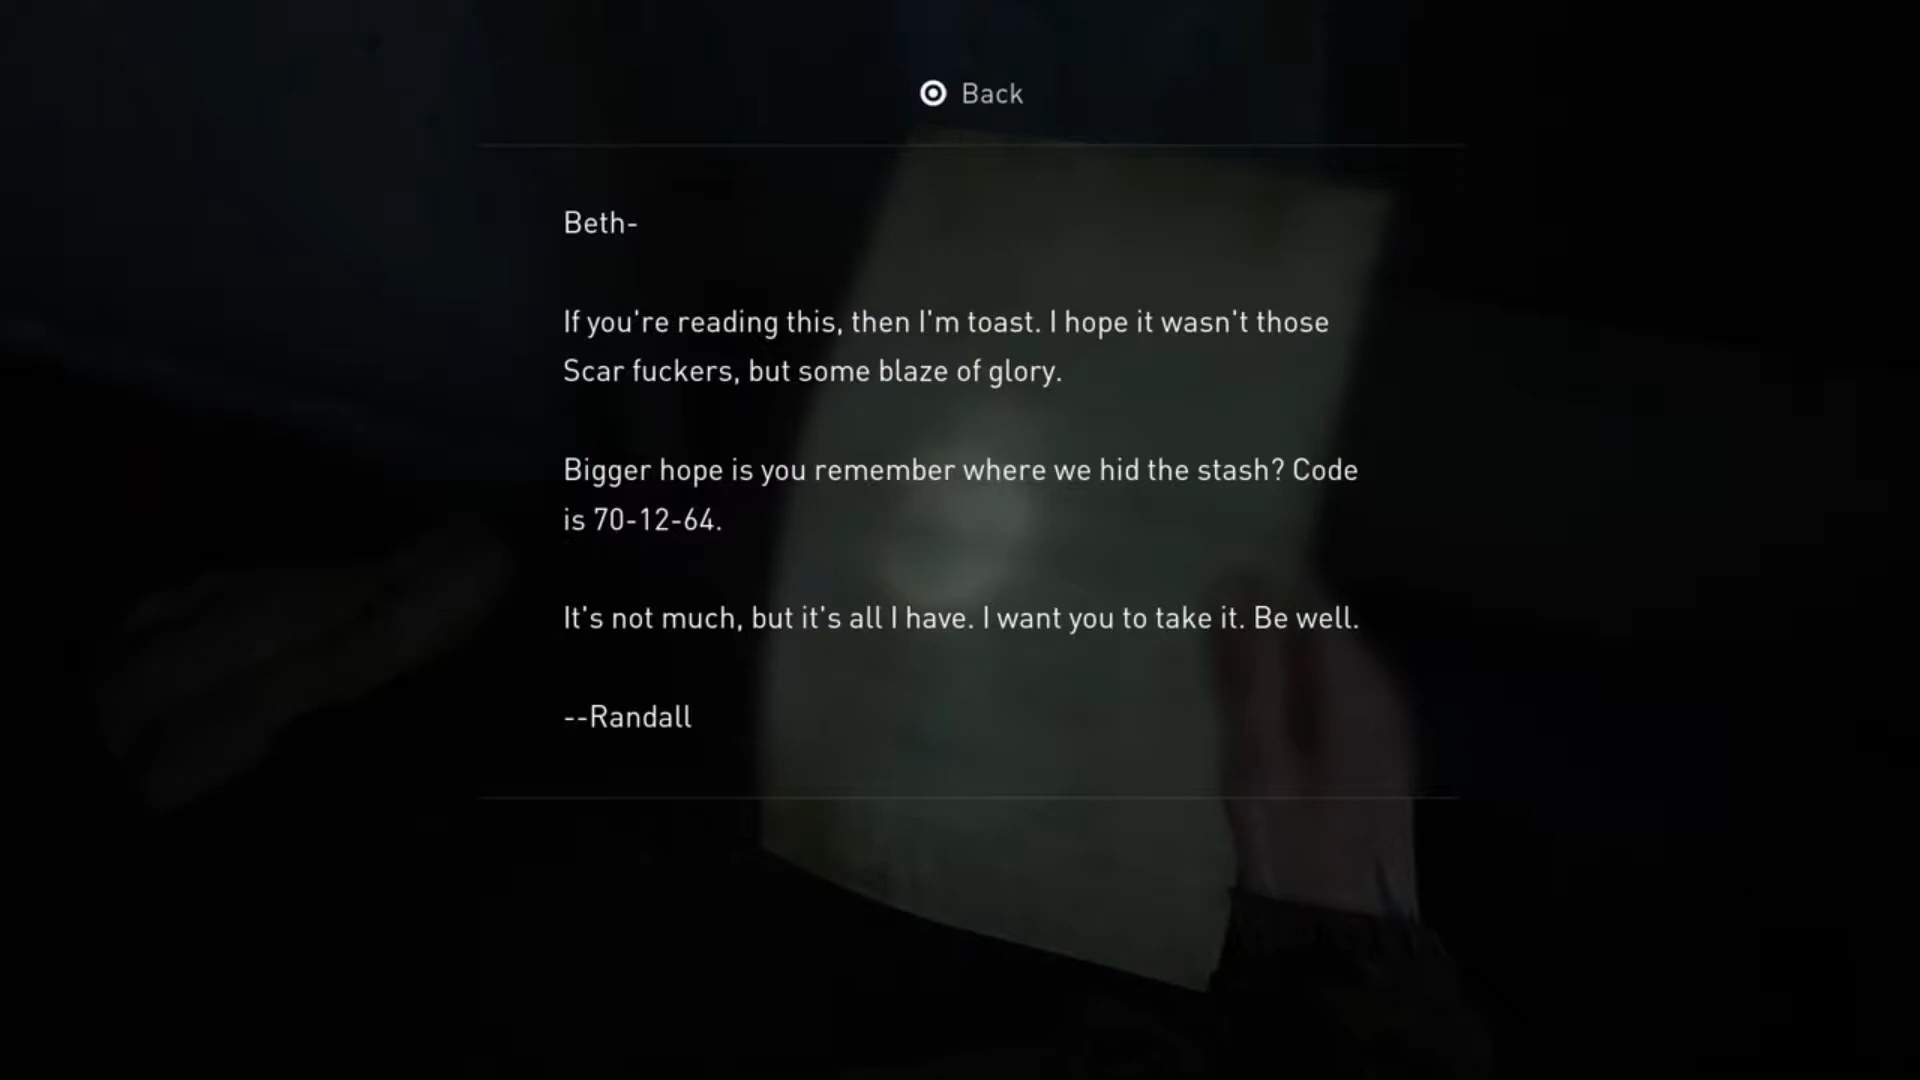 Back
Beth-
If you're reading this, then I'm toast. I hope it wasn't those
Scar fuckers, but some blaze of glory.
Bigger hope is you remember where we hid the stash? Code
is 70-12-64.
It's not much, but it's all I have. I want you to take it. Be well.
--Randall